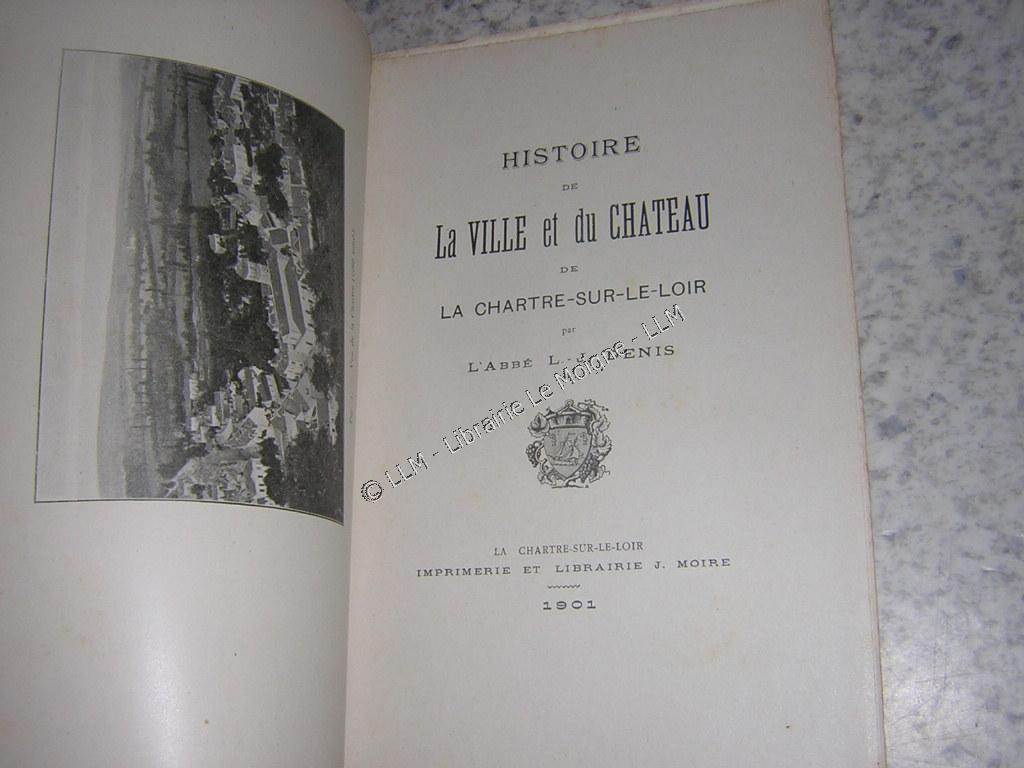 HISTOIRE
DE
La VILLE et du CHATEAU
DE
LA CHARTRE-SUR-LE-LOIR
par
L'ABBÉ L.-J. DENIS
© LLM - Librairie Le Moigne - LLM
LA CHARTRE-SUR-LE-LOIR
IMPRIMERIE ET LIBRAIRIE J. MOIRE
1901